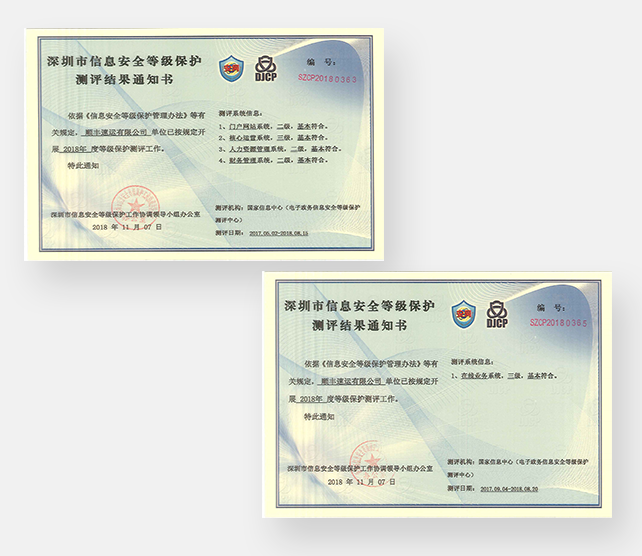 深圳市信息安全等级保护
测评结果通知书
DJCP
编 号:
SZCP20180363
依据《信息安全等级保护管理办法》等有
关规定, 顺丰速运有限公司 单位已按规定开
展 2018年 度等级保护测评工作。
特此通知
深圳市信息安全等级保护工作协调领导小组办公室
2018 年 11 月 07 日
测评系统信息:
1、门户网站系统, 二级, 基本符合。
2、核心运营系统, 三级, 基本符合。
3、人力资源管理系统, 二级, 基本符合。
4、财务管理系统, 二级, 基本符合。
测评机构: 国家信息中心(电子政务信息安全等级保护
测评中心)
测评日期: 2017.05.02-2018.08.15
深圳市信息安全等级保护
测评结果通知书
DJCP
编 号:
SZCP20180365
依据《信息安全等级保护管理办法》等有
关规定, 顺丰速运有限公司 单位已按规定开
展 2018年 度等级保护测评工作。
特此通知
深圳市信息安全等级保护工作协调领导小组办公室
2018 年 11 月 07 日
测评系统信息:
1、在线业务系统, 三级, 基本符合。
测评机构: 国家信息中心(电子政务信息安全等级保护
测评中心)
测评日期: 2017.09.04-2018.08.20